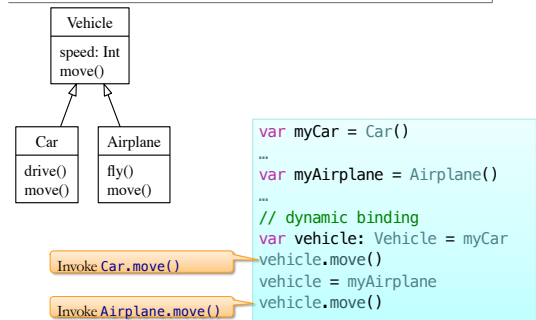 Vehicle
speed: Int
move()
Car
drive()
move()
Airplane
fly()
move()
var myCar = Car()
…
var myAirplane = Airplane()
…
// dynamic binding
var vehicle: Vehicle = myCar
vehicle.move()
vehicle = myAirplane
vehicle.move()
Invoke Car.move()
Invoke Airplane.move()